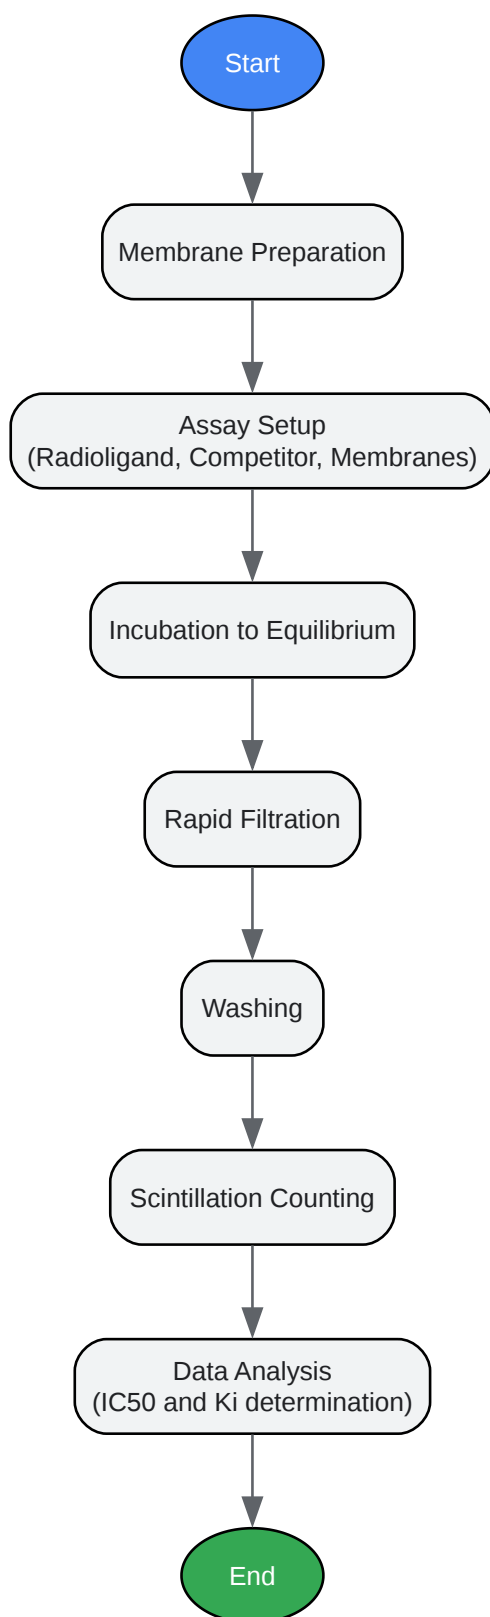 Start
Membrane Preparation
Assay Setup
(Radioligand, Competitor, Membranes)
Incubation to Equilibrium
Rapid Filtration
Washing
Scintillation Counting
Data Analysis
(IC50 and Ki determination)
End